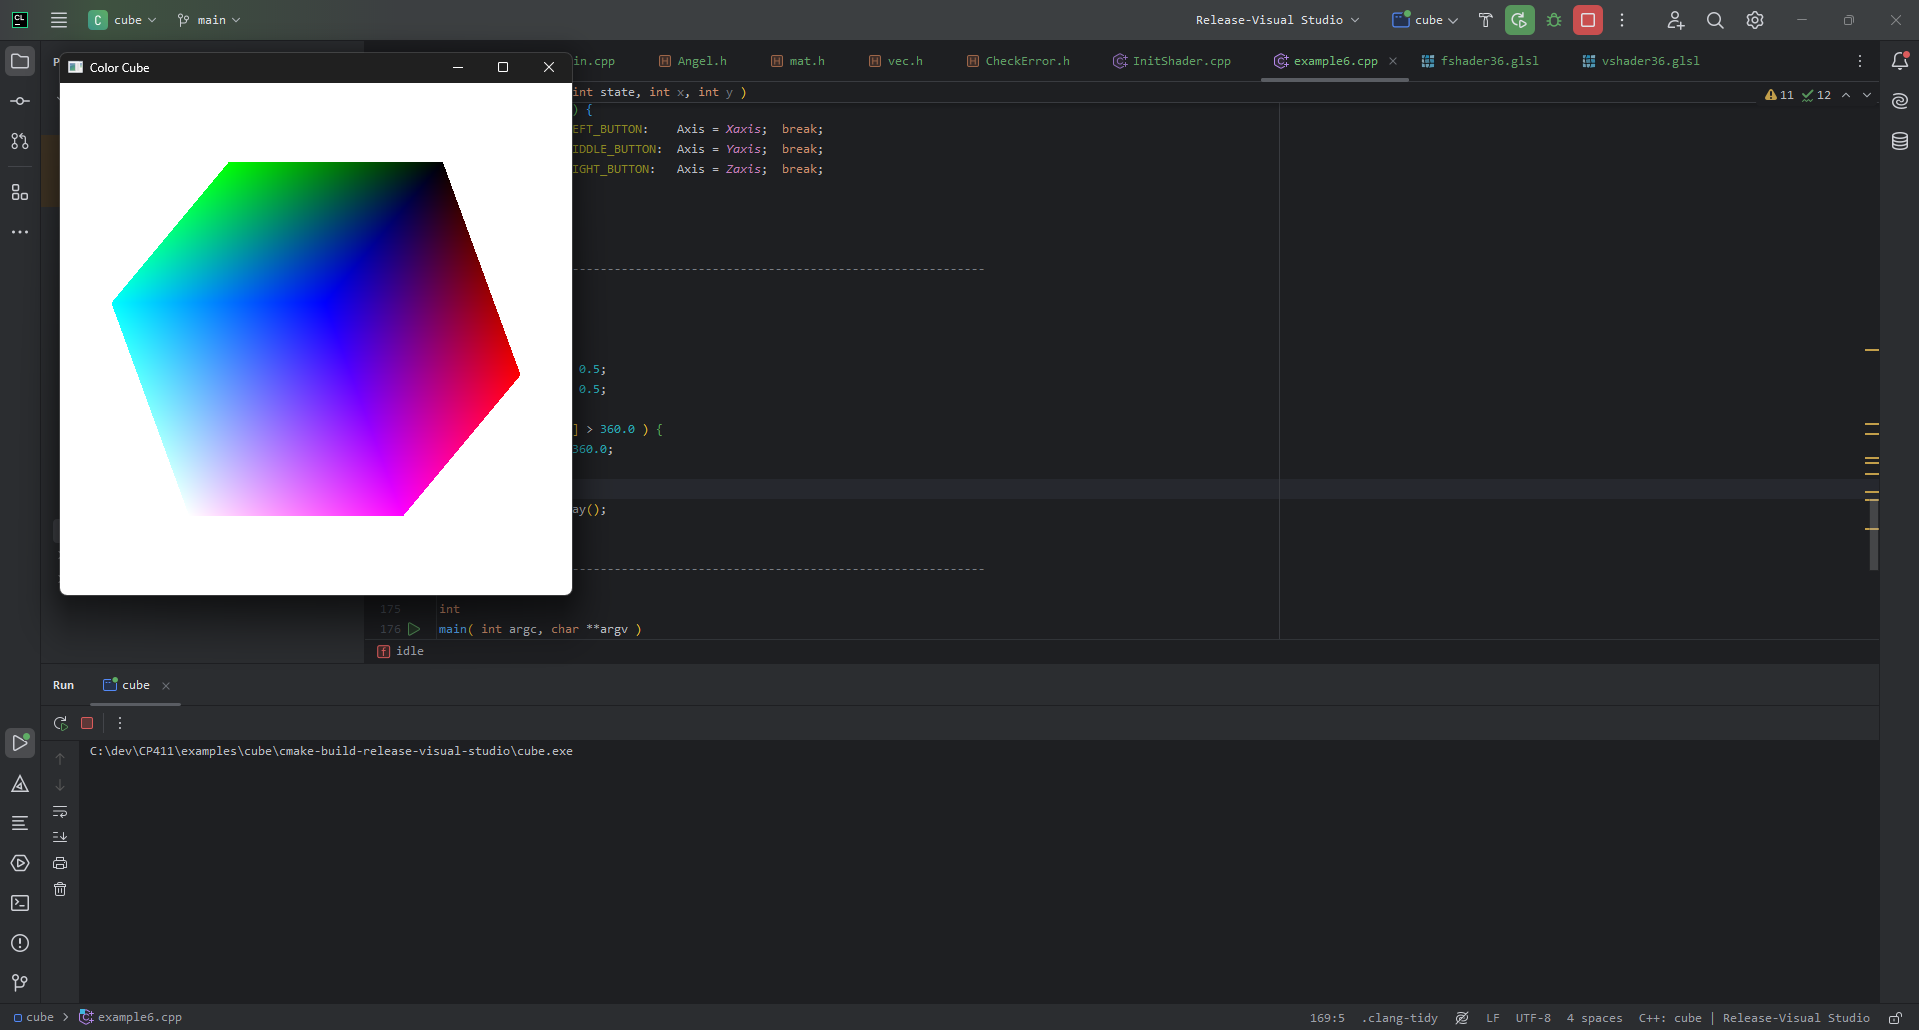 CL
C cube
main
Release-Visual Studio
cube
Color Cube
in.cpp
Angel.h
mat.h
vec.h
CheckError.h
InitShader.cpp
example6.cpp
fshader36.glsl
vshader36.glsl
int state, int x, int y )
11
12
) {
EFT_BUTTON: Axis = Xaxis; break;
IDDLE_BUTTON: Axis = Yaxis; break;
IGHT_BUTTON: Axis = Zaxis; break;
-----------------------------------------------------------
0.5;
0.5;
] > 360.0 ) {
360.0;
ay();
-----------------------------------------------------------
175 int
176 main( int argc, char **argv )
f idle
Run
cube
C:\dev\CP411\examples\cube\cmake-build-release-visual-studio\cube.exe
cube > example6.cpp
169:5
.clang-tidy
LF
UTF-8
4 spaces
C++: cube | Release-Visual Studio